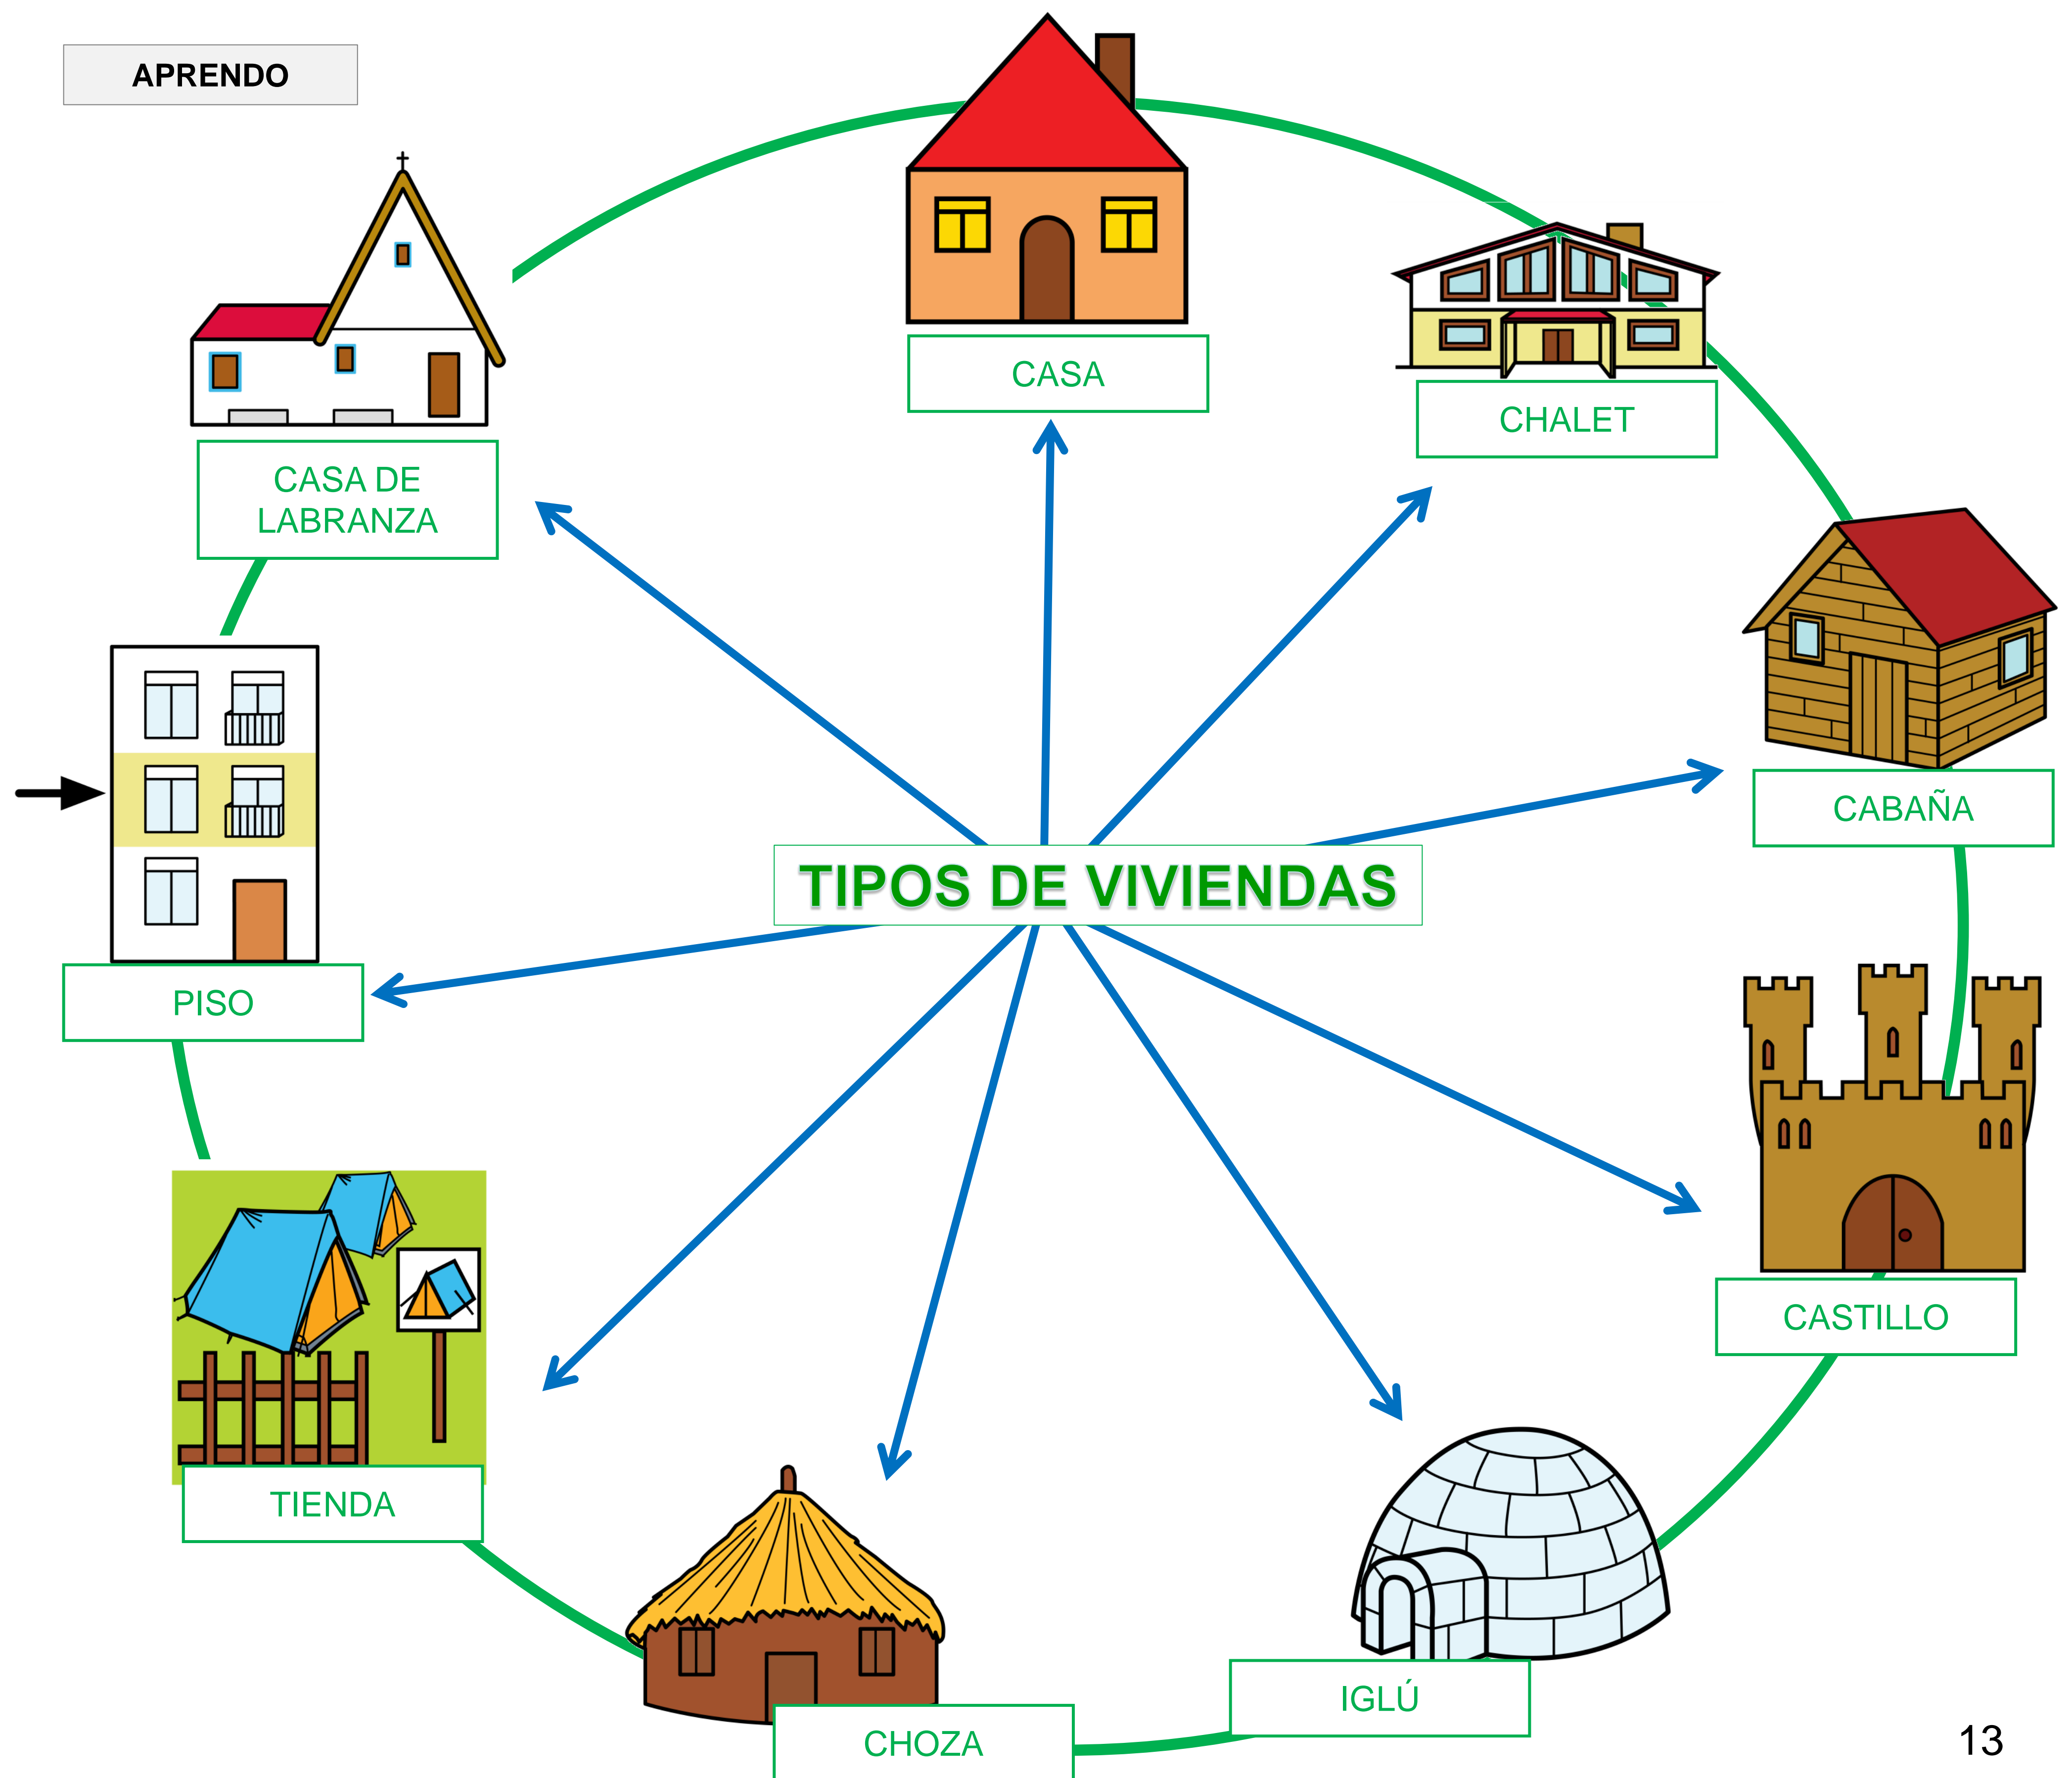 APRENDO
CASA
CHALET
CASA DE
LABRANZA
CABAÑA
TIPOS DE VIVIENDAS
PISO
CASTILLO
TIENDA
IGLÚ
CHOZA
13